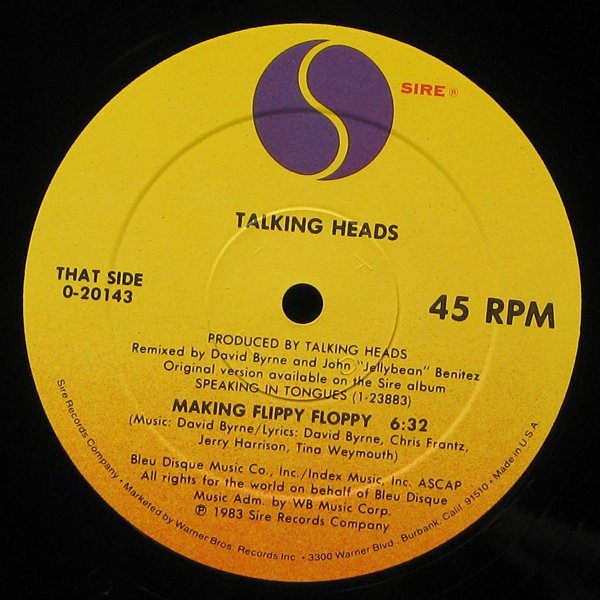 SIRE ®
TALKING HEADS
THAT SIDE
0-20143
45 RPM
PRODUCED BY TALKING HEADS
Remixed by David Byrne and John "Jellybean" Benitez
Original version available on the Sire album
SPEAKING IN TONGUES (1-23883)
MAKING FLIPPY FLOPPY 6:32
(Music: David Byrne/Lyrics: David Byrne, Chris Frantz,
Jerry Harrison, Tina Weymouth)
Bleu Disque Music Co., Inc./Index Music, Inc. ASCAP
All rights for the world on behalf of Bleu Disque
Music Adm. by WB Music Corp.
℗ 1983 Sire Records Company
Sire Records Company • Marketed by Warner Bros. Records Inc. • 3300 Warner Blvd., Burbank, Calif. 91510 • Made in U.S.A.